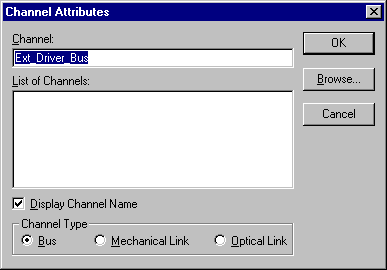 Channel Attributes
Channel:
OK
Ext_Driver_Bus
Browse...
List of Channels:
Cancel
Display Channel Name
Channel Type
Bus
Mechanical Link
Optical Link